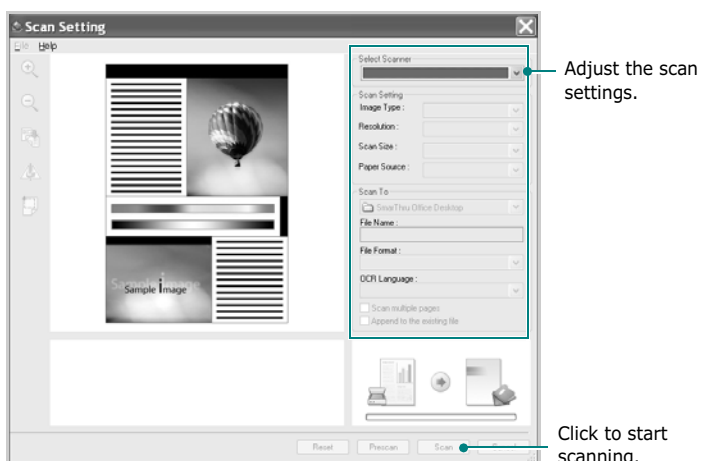 Scan Setting
File Help
Select Scanner
Scan Setting
Image Type :
Resolution :
Scan Size :
Paper Source :
Scan To
SmarThru Office Desktop
File Name :
File Format :
OCR Language :
Scan multiple pages
Append to the existing file
Sample image
Sample image
Reset Prescan Scan
Adjust the scan
settings.
Click to start
scanning.